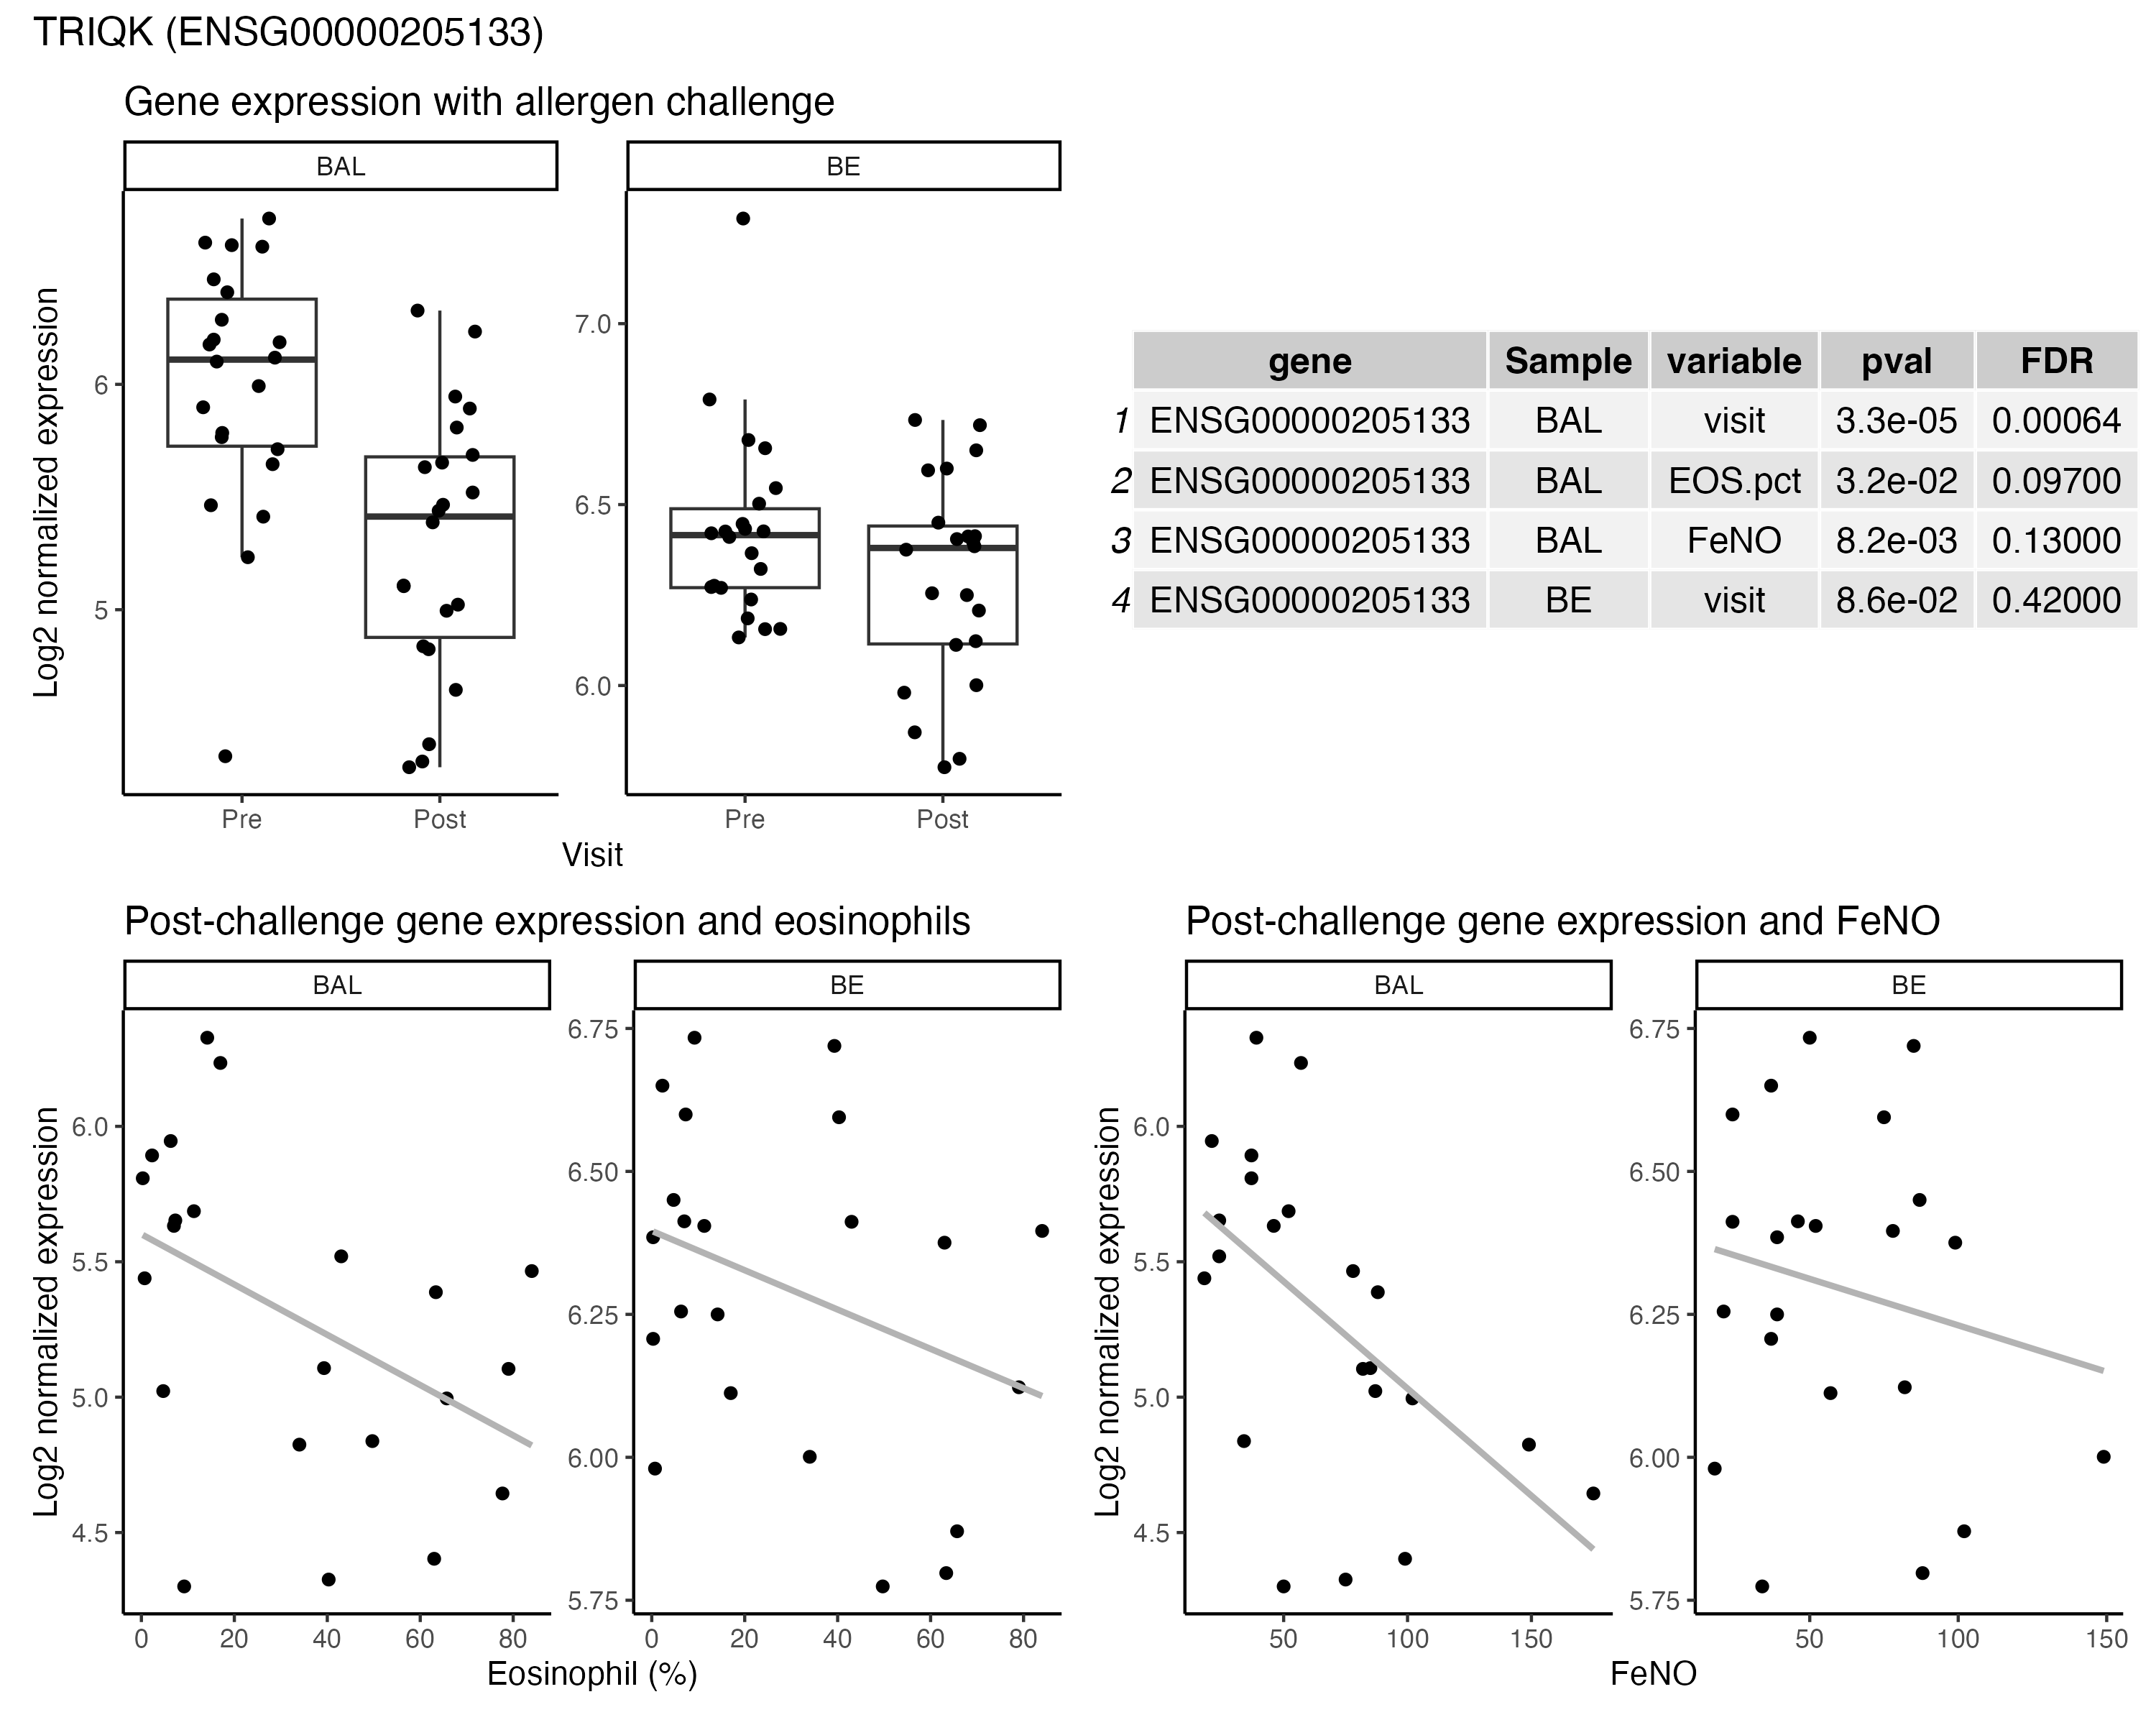 TRIQK (ENSG00000205133)
Gene expression with allergen challenge
BAL
BE
Log2 normalized expression
6
5
7.0
6.5
6.0
Pre
Post
Pre
Post
Visit
gene Sample variable pval FDR
1 ENSG00000205133 BAL visit 3.3e-05 0.00064
2 ENSG00000205133 BAL EOS.pct 3.2e-02 0.09700
3 ENSG00000205133 BAL FeNO 8.2e-03 0.13000
4 ENSG00000205133 BE visit 8.6e-02 0.42000
Post-challenge gene expression and eosinophils
BAL
BE
Log2 normalized expression
6.0
5.5
5.0
4.5
6.75
6.50
6.25
6.00
5.75
0 20 40 60 80
0 20 40 60 80
Eosinophil (%)
Post-challenge gene expression and FeNO
BAL
BE
Log2 normalized expression
6.0
5.5
5.0
4.5
6.75
6.50
6.25
6.00
5.75
50 100 150
50 100 150
FeNO